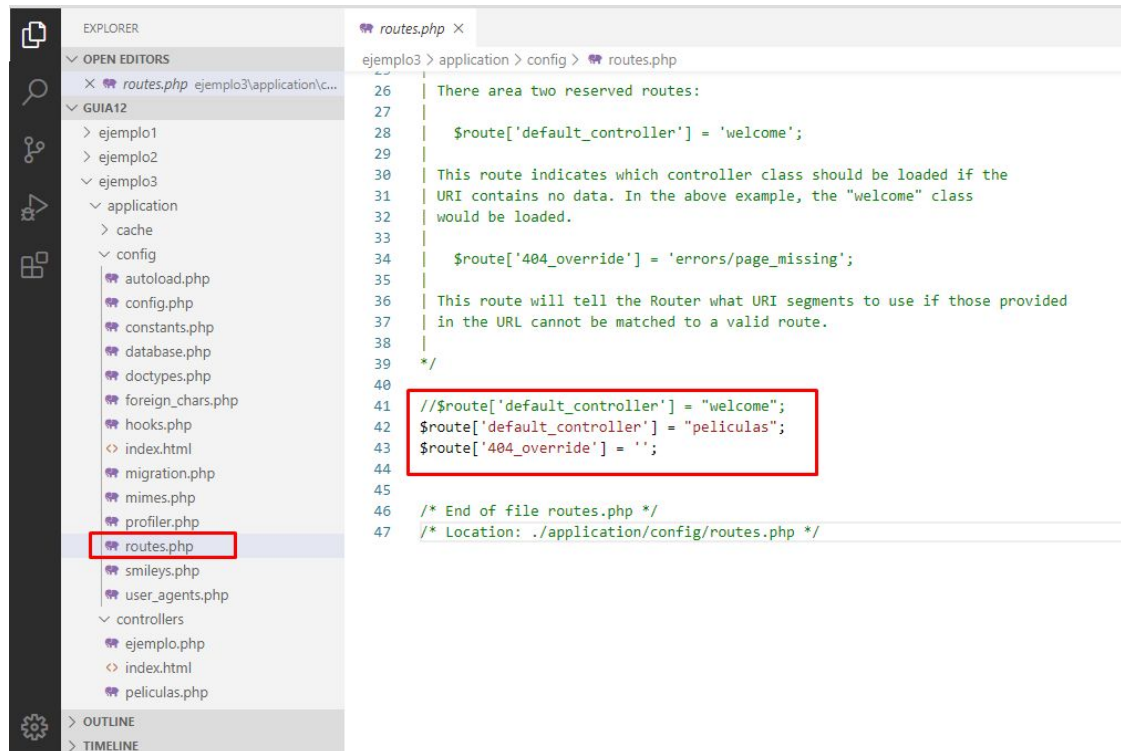 EXPLORER
OPEN EDITORS
routes.php ejemplo3\application\c...
GUIA12
ejemplo1
ejemplo2
ejemplo3
application
cache
config
autoload.php
config.php
constants.php
database.php
doctypes.php
foreign_chars.php
hooks.php
index.html
migration.php
mimes.php
profiler.php
routes.php
smileys.php
user_agents.php
controllers
ejemplo.php
index.html
peliculas.php
OUTLINE
TIMELINE
routes.php
ejemplo3 > application > config > routes.php
25 |
26 | There area two reserved routes:
27 |
28 | $route['default_controller'] = 'welcome';
29 |
30 | This route indicates which controller class should be loaded if the
31 | URI contains no data. In the above example, the "welcome" class
32 | would be loaded.
33 |
34 | $route['404_override'] = 'errors/page_missing';
35 |
36 | This route will tell the Router what URI segments to use if those provided
37 | in the URL cannot be matched to a valid route.
38 |
39 */
40
41 //$route['default_controller'] = "welcome";
42 $route['default_controller'] = "peliculas";
43 $route['404_override'] = '';
44
45
46 /* End of file routes.php */
47 /* Location: ./application/config/routes.php */